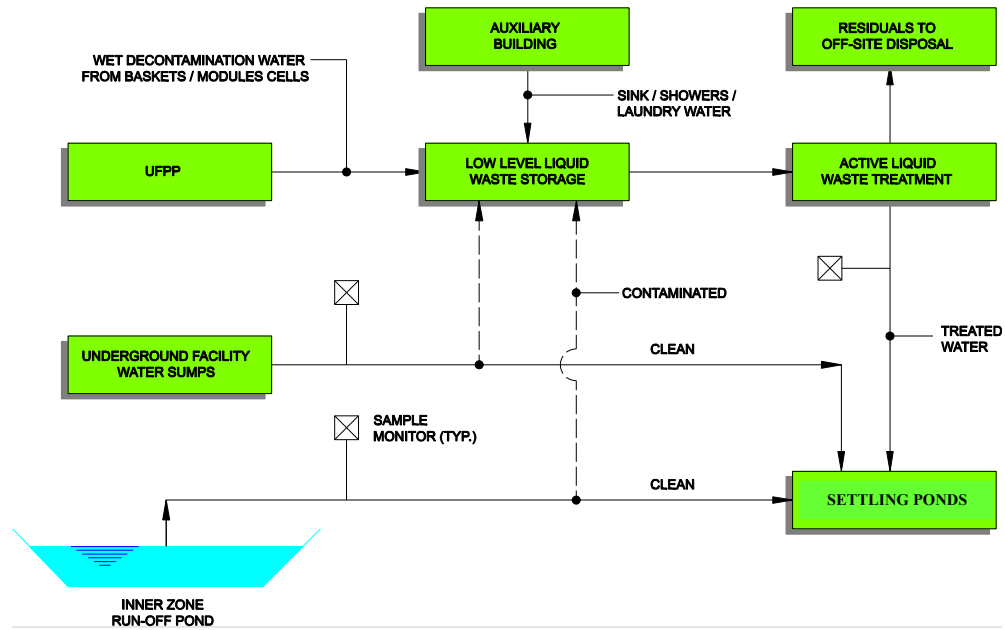 AUXILIARY
BUILDING
RESIDUALS TO
OFF-SITE DISPOSAL
WET DECONTAMINATION WATER
FROM BASKETS / MODULES CELLS
SINK / SHOWERS /
LAUNDRY WATER
UFPP
LOW LEVEL LIQUID
WASTE STORAGE
ACTIVE LIQUID
WASTE TREATMENT
CONTAMINATED
TREATED
WATER
UNDERGROUND FACILITY
WATER SUMPS
CLEAN
SAMPLE
MONITOR (TYP.)
CLEAN
SETTLING PONDS
INNER ZONE
RUN-OFF POND